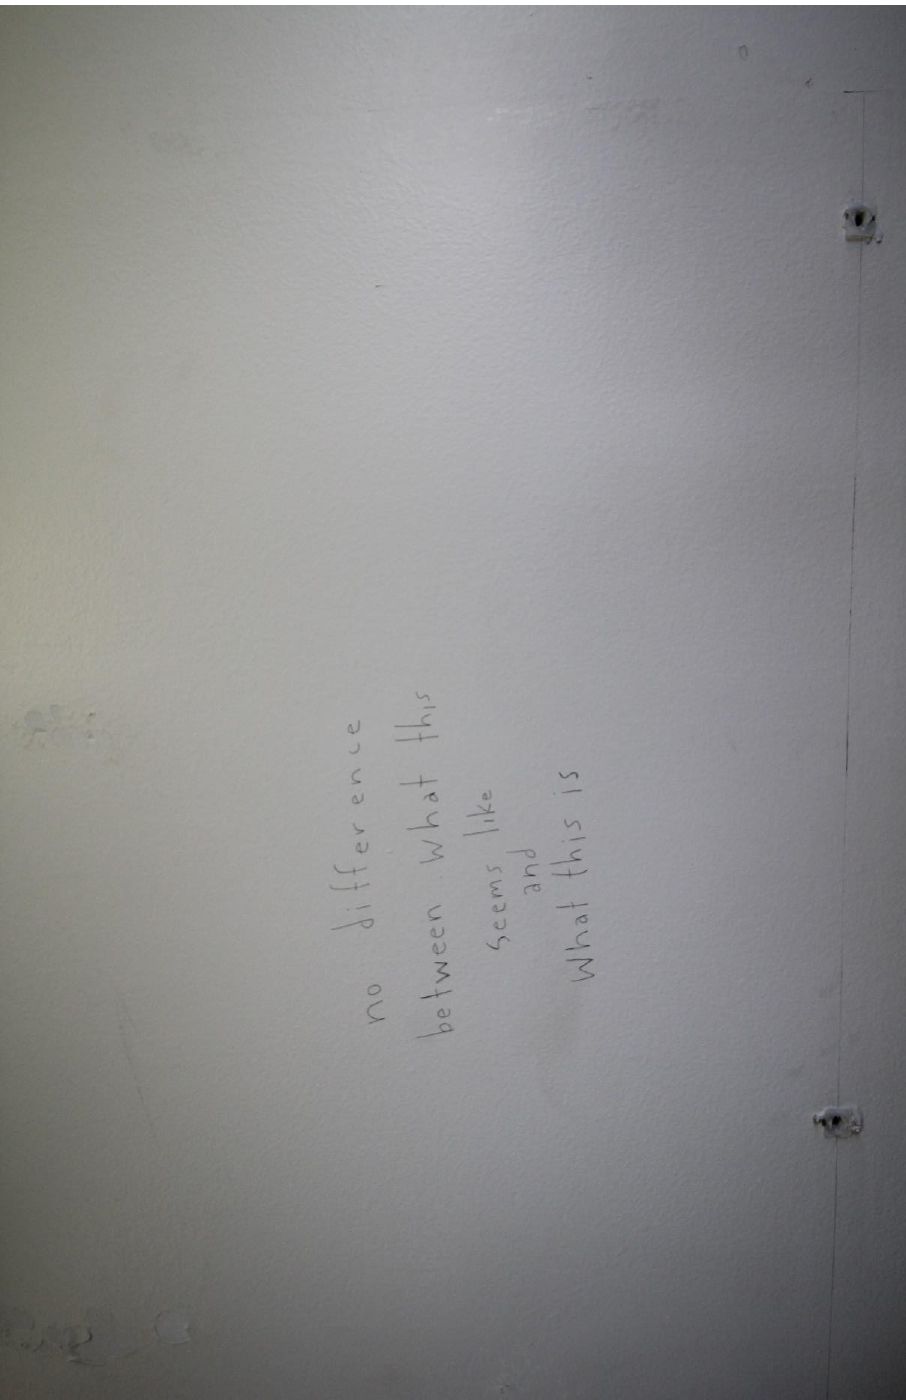 no difference
between what this
seems like
and
what this is